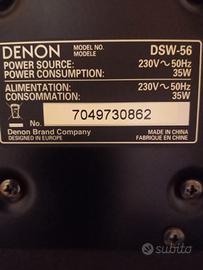 DENON
MODEL NO.
MODELE
DSW-56
POWER SOURCE: 230V~50Hz
POWER CONSUMPTION: 35W
ALIMENTATION: 230V~50Hz
CONSOMMATION: 35W
No. 7049730862
Denon Brand Company
DESIGNED IN EUROPE
MADE IN CHINA
FABRIQUE EN CHINE
subito